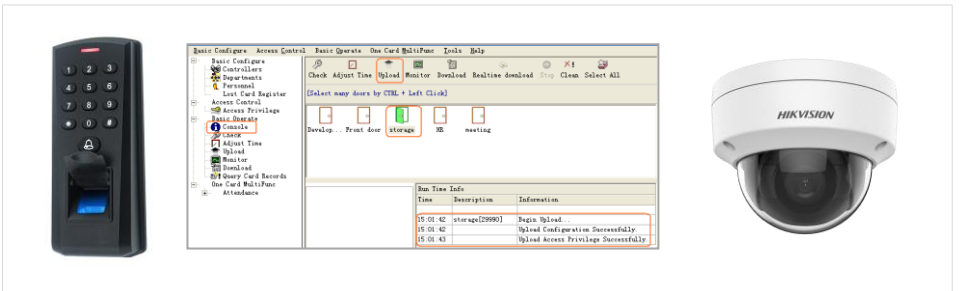 1 2 3
4 5 6
7 8 9
* 0 #
Basic Configure Access Control Basic Operate One Card MultiFunc Tools Help
Basic Configure
Controllers
Departments
Personnel
Lost Card Register
Access Control
Access Privilege
Basic Operate
Console
Check
Adjust Time
Upload
Monitor
Download
Query Card Records
One Card MultiFunc
Attendance
Check Adjust Time Upload Monitor Download Realtime download Stop Clean Select All
[Select many doors by CTRL + Left Click]
Develop... Front door storage HR meeting
Run Time Info
Time Description Information
15:01:42 storage[29990] Begin Upload...
15:01:42 Upload Configuration Successfully.
15:01:43 Upload Access Privilege Successfully
HIKVISION